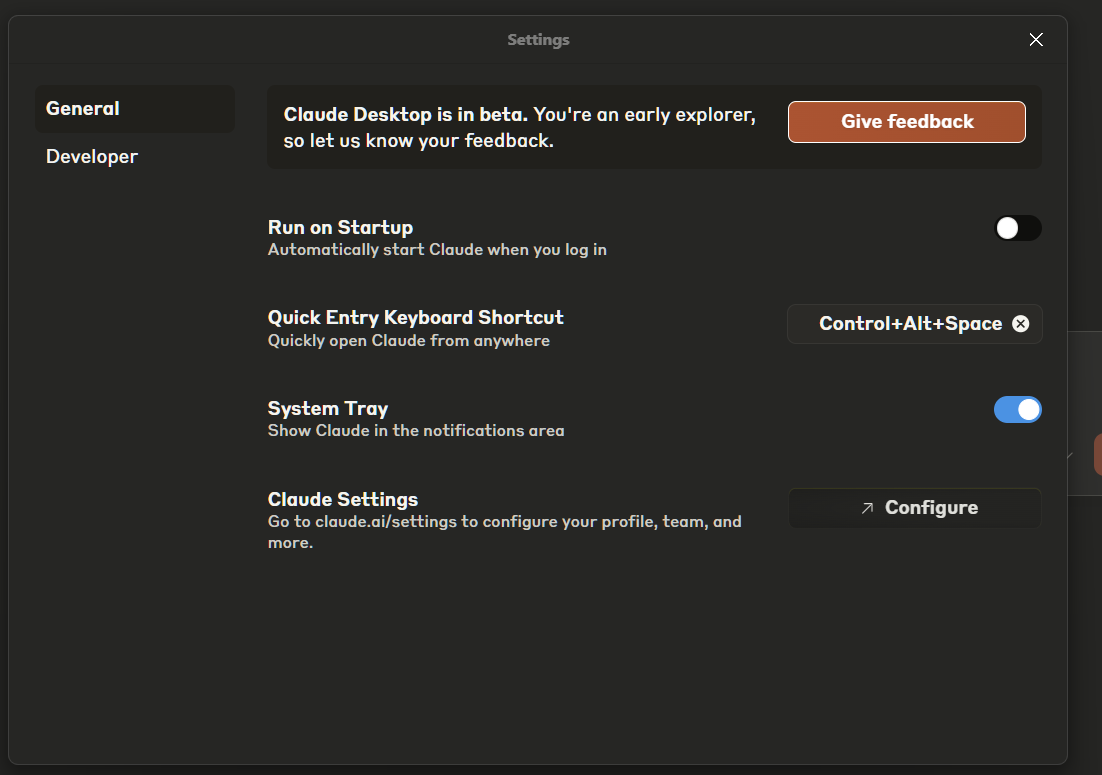 Settings
General
Developer
Claude Desktop is in beta. You're an early explorer,
so let us know your feedback.
Give feedback
Run on Startup
Automatically start Claude when you log in
Quick Entry Keyboard Shortcut
Quickly open Claude from anywhere
Control+Alt+Space
System Tray
Show Claude in the notifications area
Claude Settings
Go to claude.ai/settings to configure your profile, team, and
more.
Configure